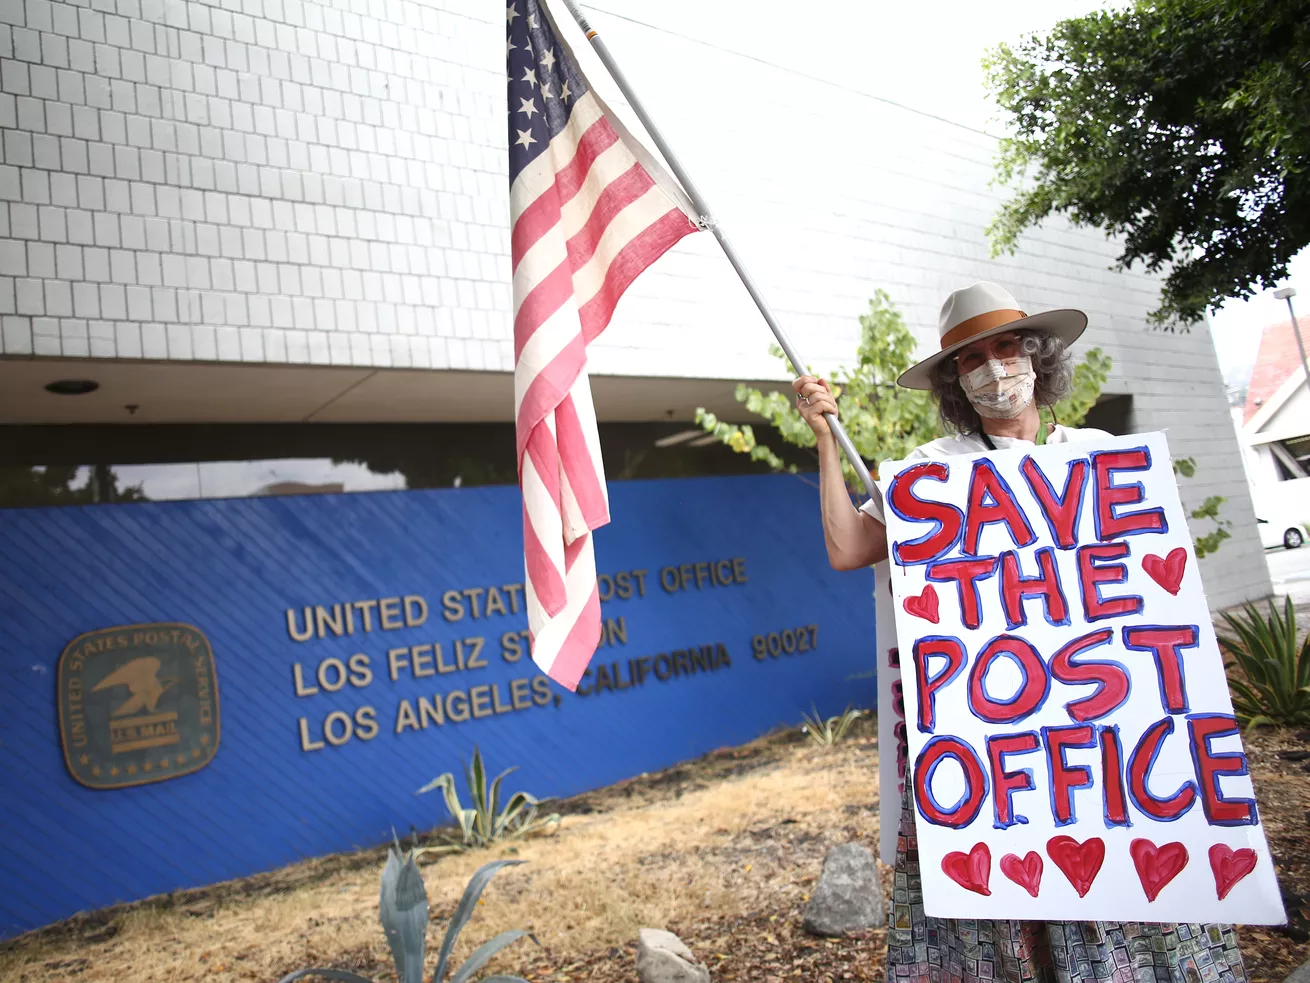 UNITED STATES POSTAL SERVICE
U.S. MAIL
UNITED STAT OST OFFICE
LOS FELIZ ST ON
LOS ANGELES, CALIFORNIA 90027
SAVE
THE
POST
OFFICE